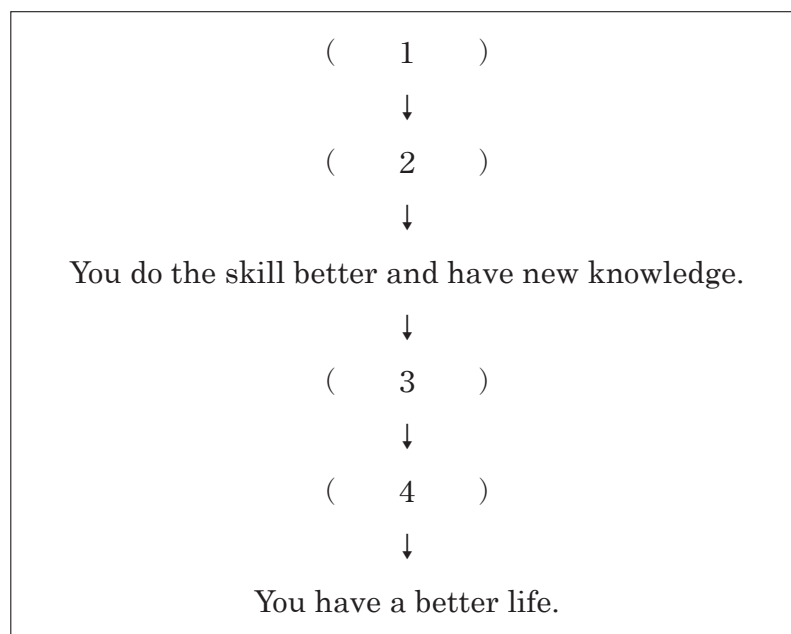 ( 1 )
↓
( 2 )
↓
You do the skill better and have new knowledge.
↓
( 3 )
↓
( 4 )
↓
You have a better life.